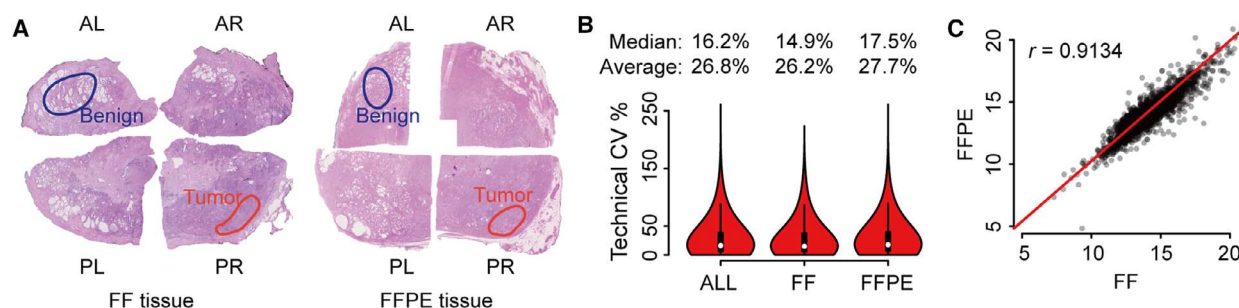 A
AL AR
Benign
Tumor
PL PR
FF tissue
AL AR
Benign
Tumor
PL PR
FFPE tissue
B
Median: 16.2% 14.9% 17.5%
Average: 26.8% 26.2% 27.7%
Technical CV %
250
150
50
0
ALL FF FFPE
C
r = 0.9134
FFPE
20
15
10
5
5 10 15 20
FF